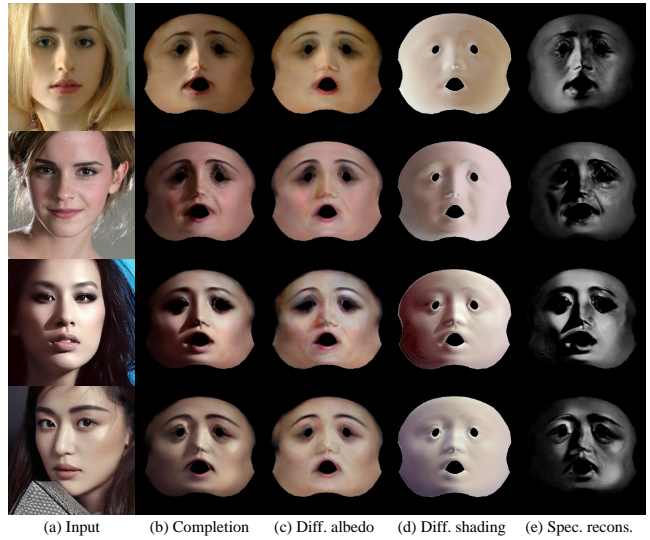 (a) Input (b) Completion (c) Diff. albedo (d) Diff. shading (e) Spec. recons.